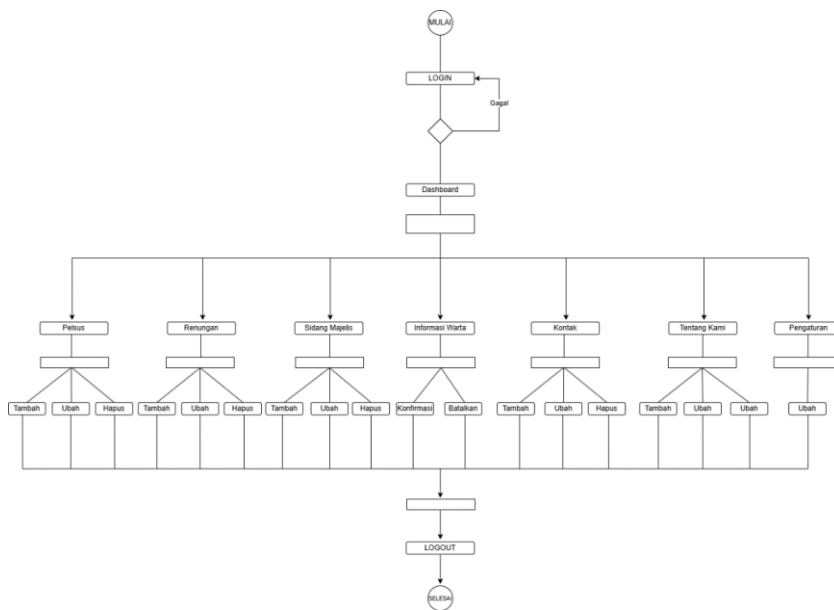 MULAI
LOGIN
Gagal
Dashboard
Pelsus
Renungan
Sidang Majelis
Informasi Warta
Kontak
Tentang Kami
Pengaturan
Tambah
Ubah
Hapus
Tambah
Ubah
Hapus
Tambah
Ubah
Hapus
Konfirmasi
Batalkan
Tambah
Ubah
Hapus
Tambah
Ubah
Ubah
Ubah
LOGOUT
SELESAI